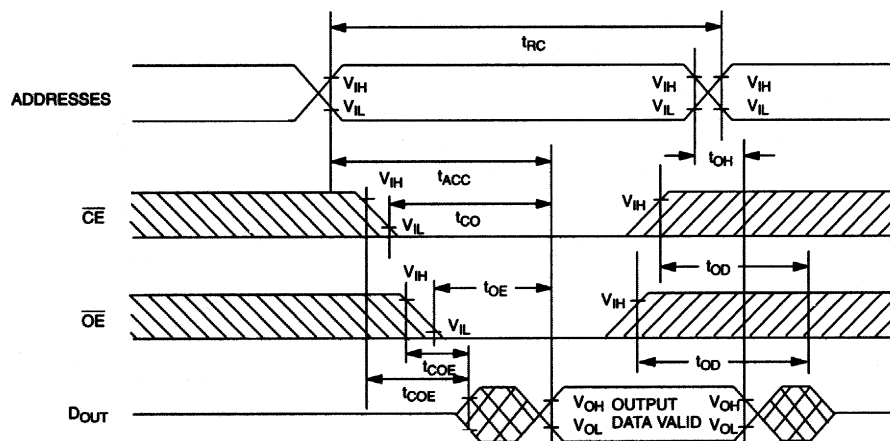 tRC
ADDRESSES
VIH
VIL
VIH
VIL
VIH
VIL
tOH
tACC
CE
VIH
VIL
tCO
VIH
tOD
OE
VIH
VIL
tOE
VIH
tOD
tCOE
tCOE
DOUT
VOH OUTPUT VOH
VOL DATA VALID VOL